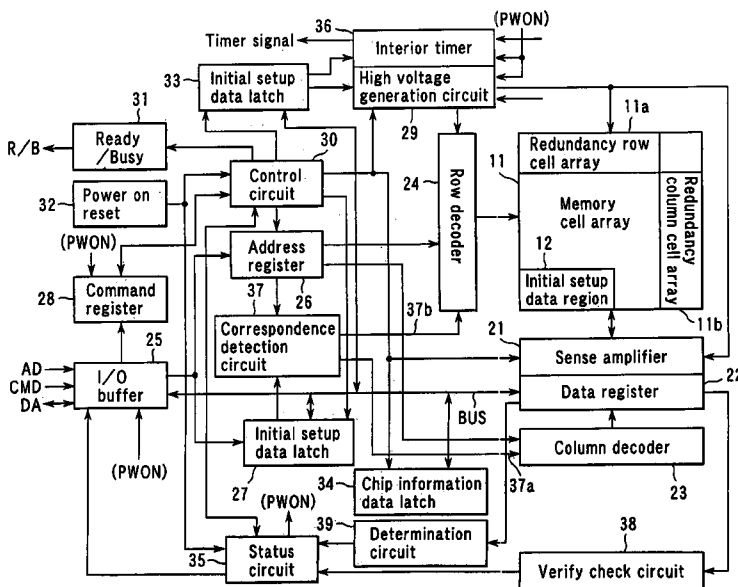 36
(PWON)
Timer signal
Interior timer
33
Initial setup
data latch
High voltage
generation circuit
29
31
Ready
/Busy
R/B
30
Control
circuit
32
Power on
reset
24
Row decoder
11a
11
Redundancy row
cell array
Memory
cell array
Redundancy
column cell array
12
Initial setup
data region
11b
(PWON)
28
Command
register
Address
register
26
37
37b
Correspondence
detection
circuit
25
AD
CMD
DA
I/O
buffer
(PWON)
21
Sense amplifier
22
Data register
BUS
Initial setup
data latch
27
37a
Column decoder
23
34
Chip information
data latch
(PWON)
39
Determination
circuit
35
Status
circuit
38
Verify check circuit